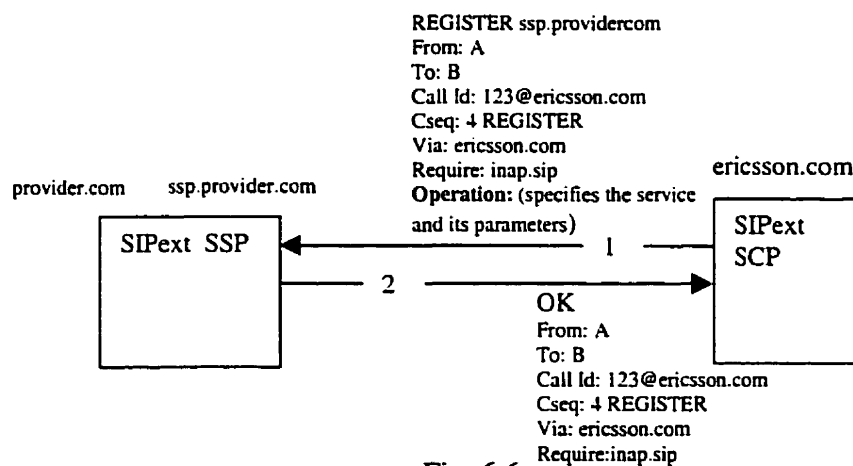 REGISTER ssp.providercom
From: A
To: B
Call Id: 123@ericsson.com
Cseq: 4 REGISTER
Via: ericsson.com
Require: inap.sip
Operation: (specifies the service
and its parameters)
ericsson.com
provider.com ssp.provider.com
SIPext SSP
SIPext
SCP
1
2
OK
From: A
To: B
Call Id: 123@ericsson.com
Cseq: 4 REGISTER
Via: ericsson.com
Require:inap.sip